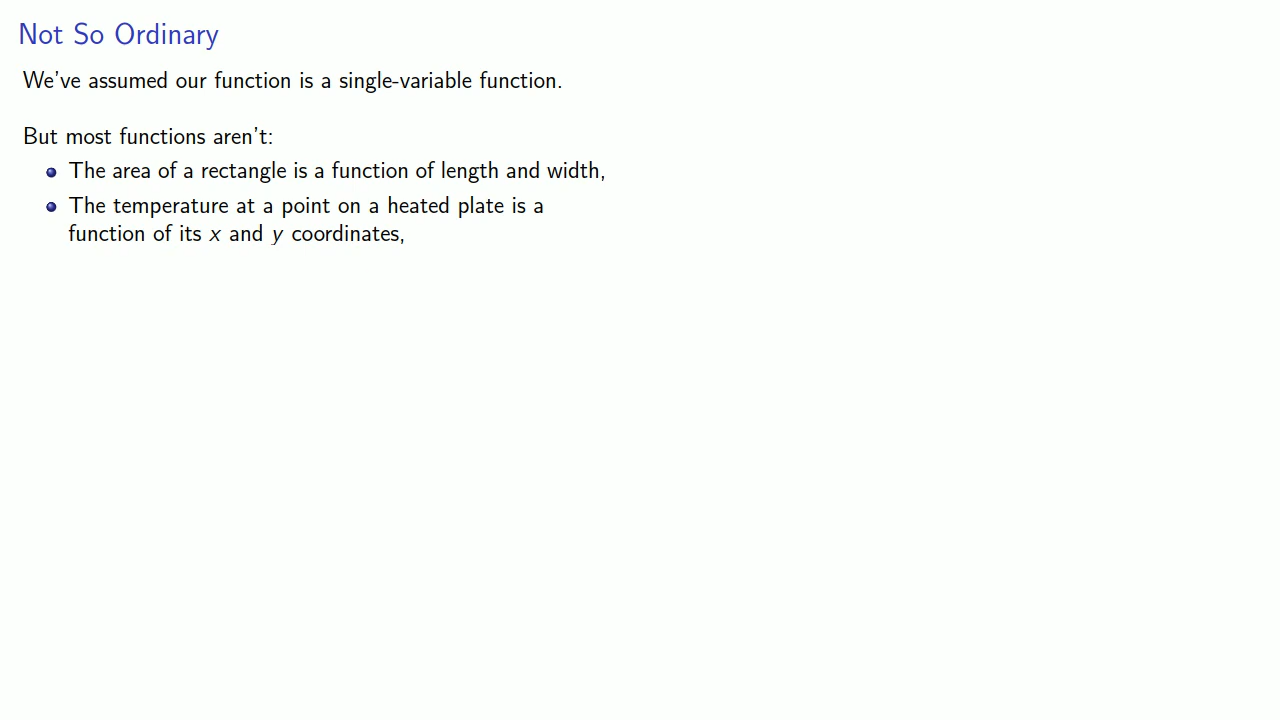 Not So Ordinary
We've assumed our function is a single-variable function.
But most functions aren't:
The area of a rectangle is a function of length and width,
The temperature at a point on a heated plate is a
function of its x and y coordinates,